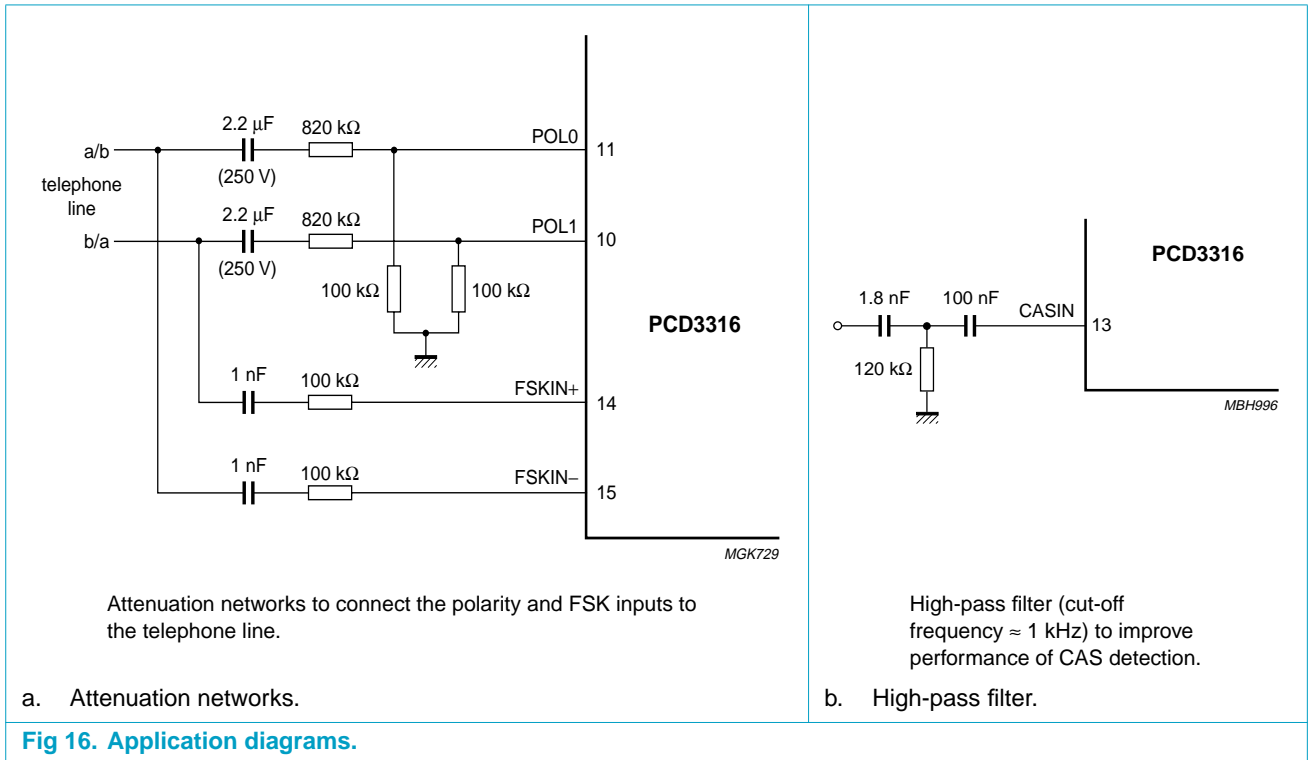 2.2 μF
820 kΩ
POL0
11
a/b
(250 V)
telephone
line
2.2 μF
820 kΩ
POL1
10
b/a
(250 V)
100 kΩ
100 kΩ
PCD3316
1 nF
100 kΩ
FSKIN+
14
1 nF
100 kΩ
FSKIN−
15
MGK729
Attenuation networks to connect the polarity and FSK inputs to
the telephone line.
a. Attenuation networks.
PCD3316
1.8 nF
100 nF
CASIN
13
120 kΩ
MBH996
High-pass filter (cut-off
frequency ≈ 1 kHz) to improve
performance of CAS detection.
b. High-pass filter.
Fig 16. Application diagrams.